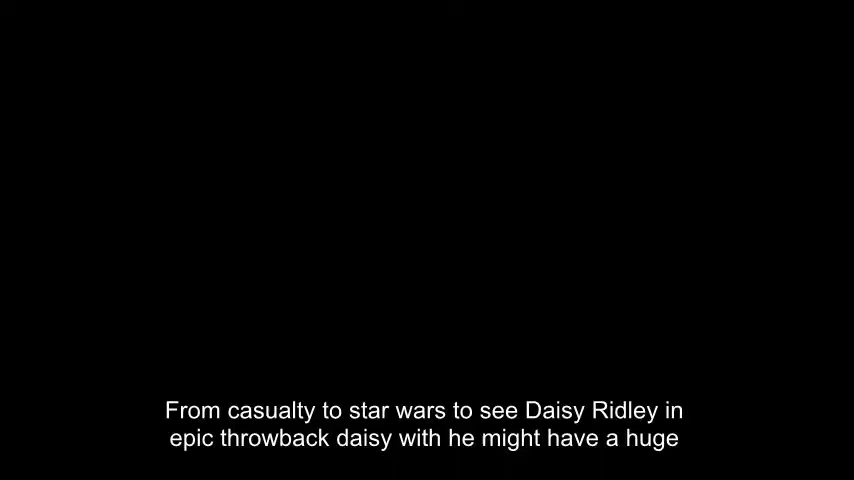 From casualty to star wars to see Daisy Ridley in
epic throwback daisy with he might have a huge